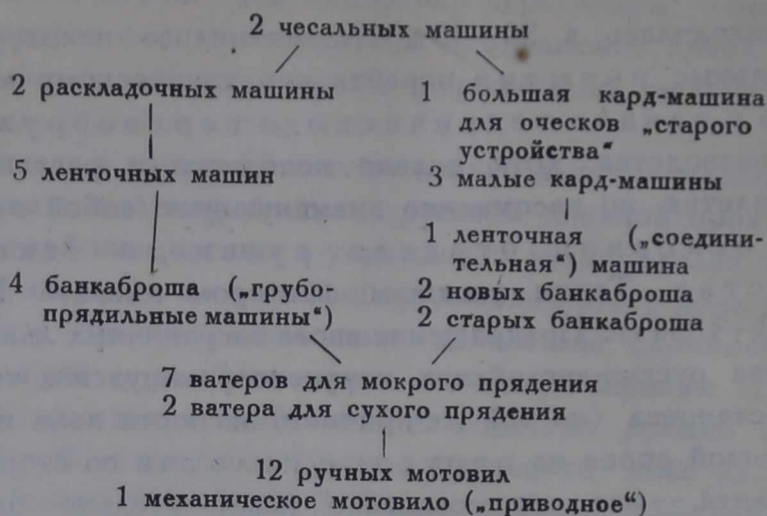 2 чесальных машины
2 раскладочных машины
5 ленточных машин
4 банкаброша („грубо-
прядильные машины“)
1 большая кард-машина
для оческов „старого
устройства“
3 малые кард-машины
1 ленточная („соедини-
тельная“) машина
2 новых банкаброша
2 старых банкаброша
7 ватеров для мокрого прядения
2 ватера для сухого прядения
12 ручных мотовил
1 механическое мотовило („приводное“)